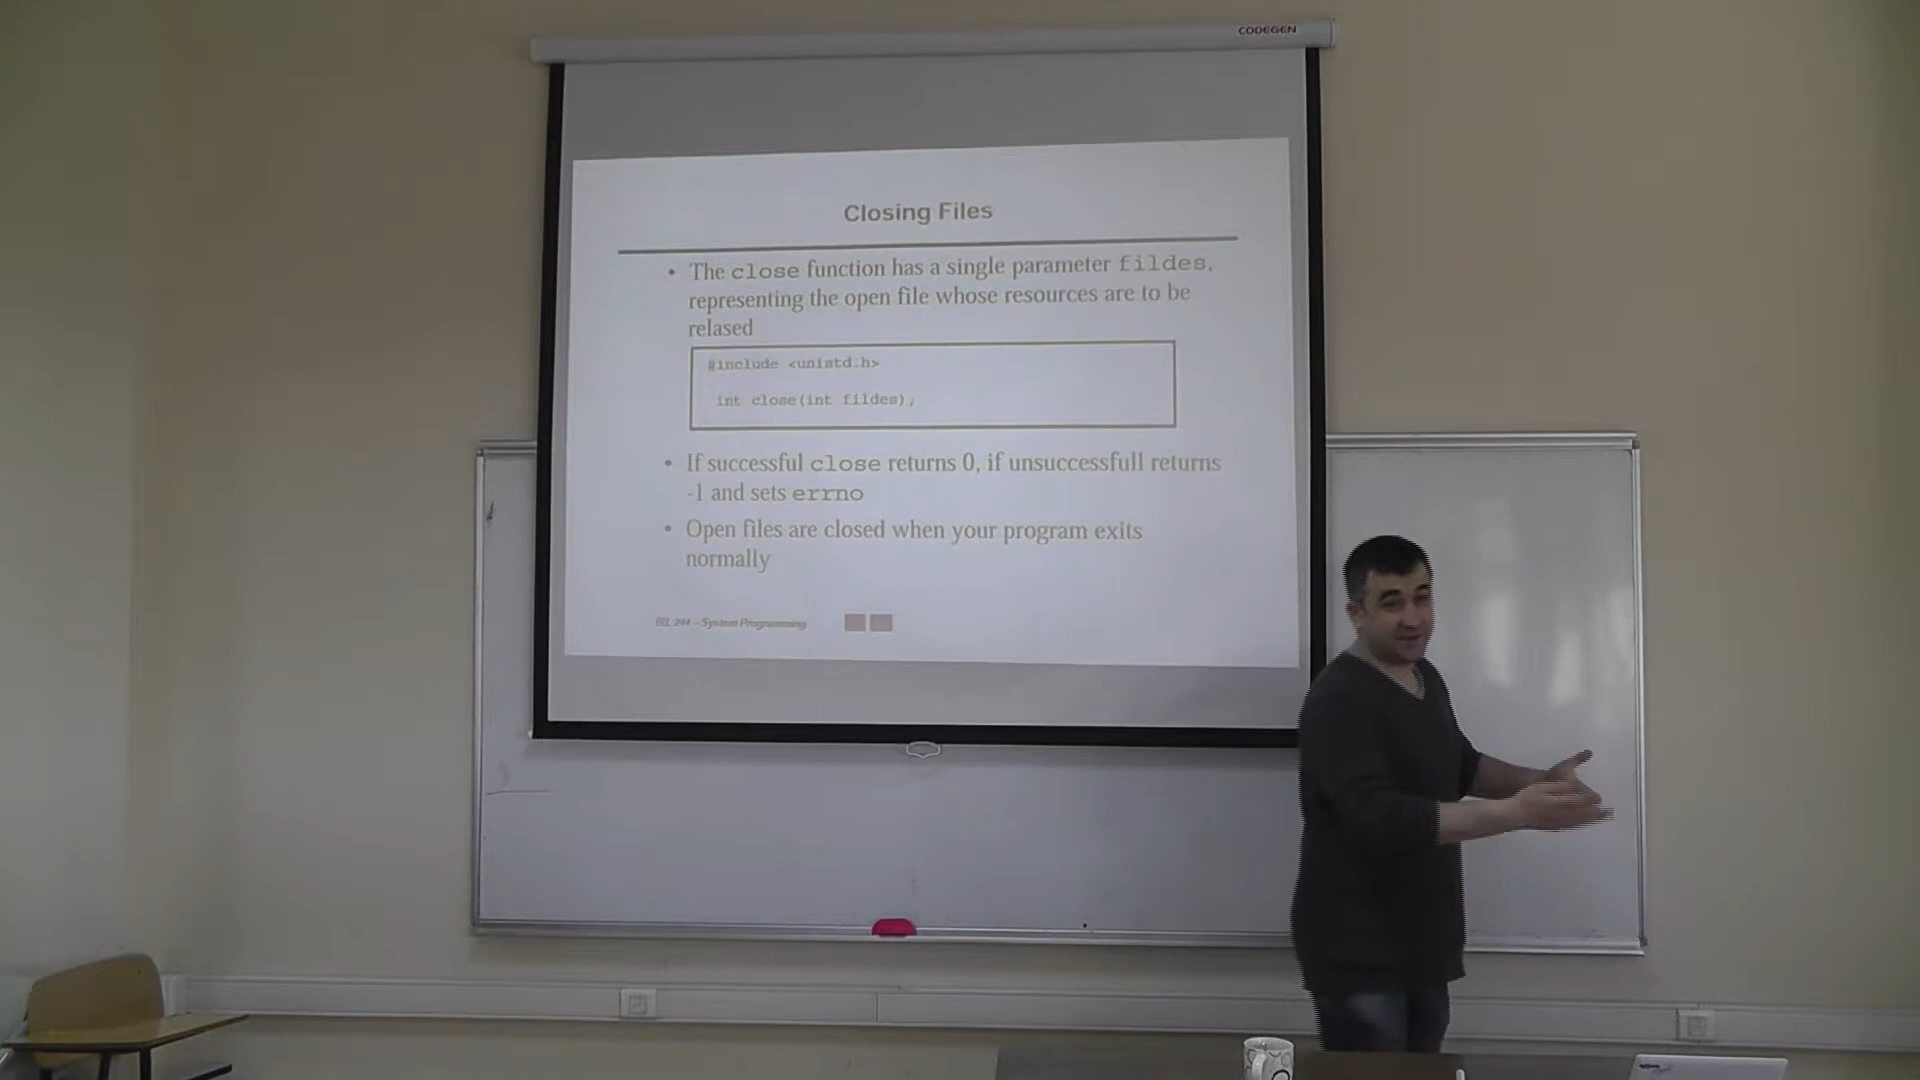 CODEGEN
Closing Files
• The close function has a single parameter fildes,
representing the open file whose resources are to be
relased
#include <unistd.h>
int close(int fildes);
• If successful close returns 0, if unsuccessfull returns
-1 and sets errno
• Open files are closed when your program exits
normally
BIL 244 – System Programming